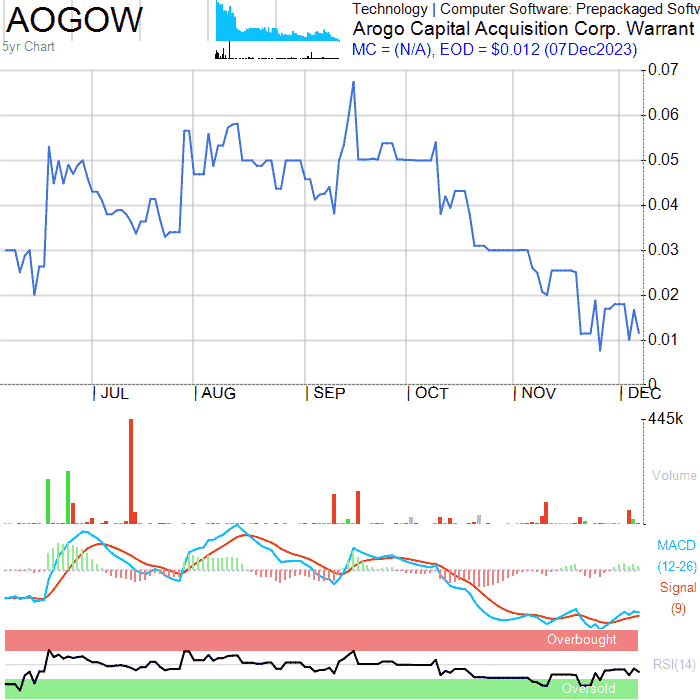 AOGOW
5yr Chart
Technology | Computer Software: Prepackaged Softw
Arogo Capital Acquisition Corp. Warrant
MC = (N/A), EOD = $0.012 (07Dec2023)
0.07
0.06
0.05
0.04
0.03
0.02
0.01
0
JUL AUG SEP OCT NOV DEC
445k
Volume
MACD
(12-26)
Signal
(9)
Overbought
RSI(14)
Oversold